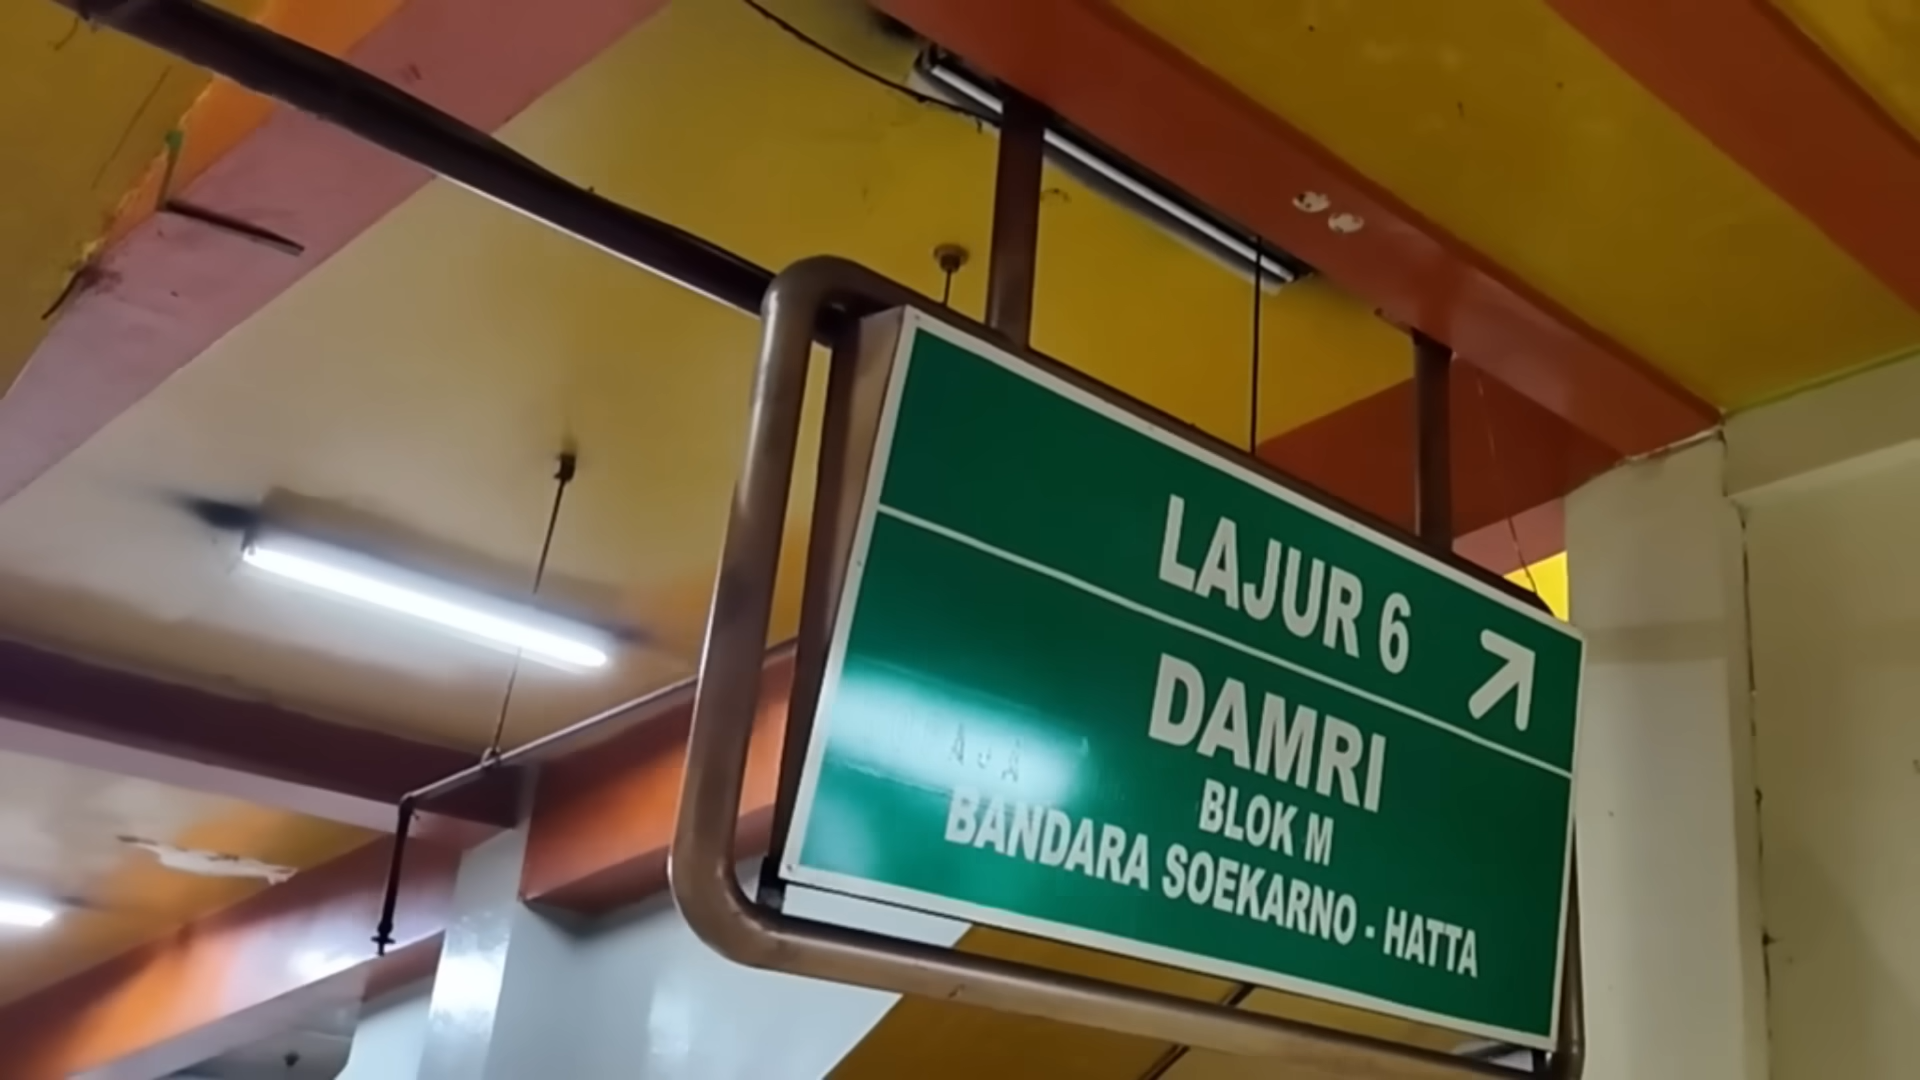 LAJUR 6
DAMRI
BLOK M
BANDARA SOEKARNO - HATTA